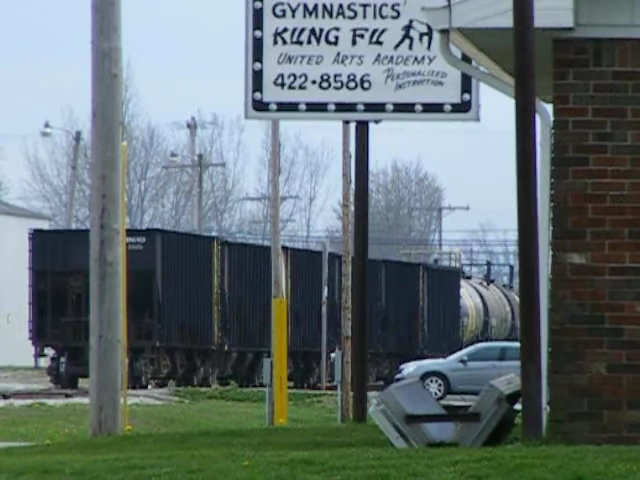 GYMNASTICS
KUNG FU
UNITED ARTS ACADEMY
422-8586 PERSONALIZED
INSTRUCTION